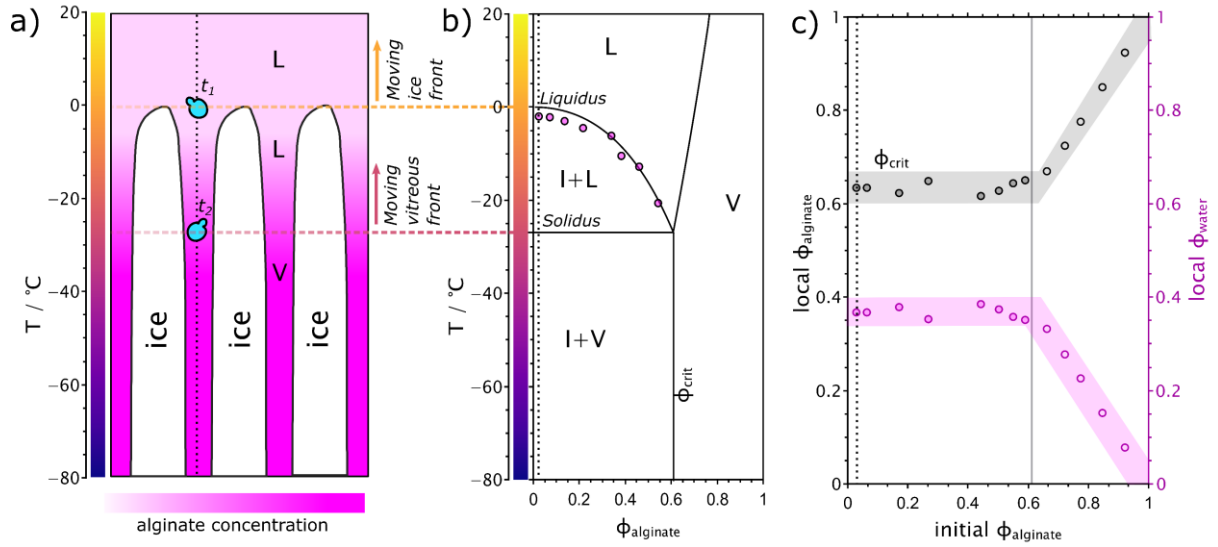 a)
T / °C
20
0
−20
−40
−60
−80
L
t1
L
t2
V
ice
ice
ice
alginate concentration
Moving
ice
front
Moving
vitreous
front
b)
20
0
−20
−40
−60
−80
L
Liquidus
I+L
V
Solidus
I+V
ϕcrit
0
0.2
0.4
0.6
0.8
1
ϕalginate
c)
local ϕalginate
1
0.8
0.6
0.4
0.2
0
ϕcrit
0
0.2
0.4
0.6
0.8
1
initial ϕalginate
1
0.8
0.6
0.4
0.2
0
local ϕwater